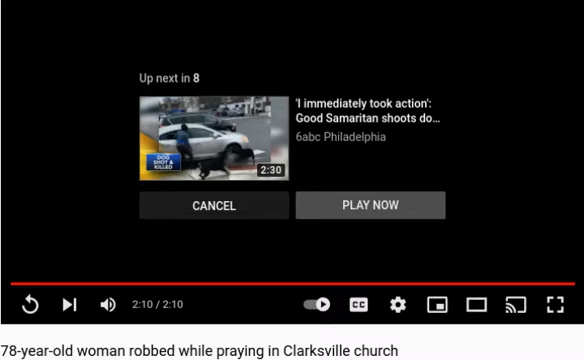 Up next in 8
'I immediately took action':
Good Samaritan shoots do...
6abc Philadelphia
DOG
SHOT &
KILLED
2:30
CANCEL
PLAY NOW
2:10 / 2:10
CC
78-year-old woman robbed while praying in Clarksville church